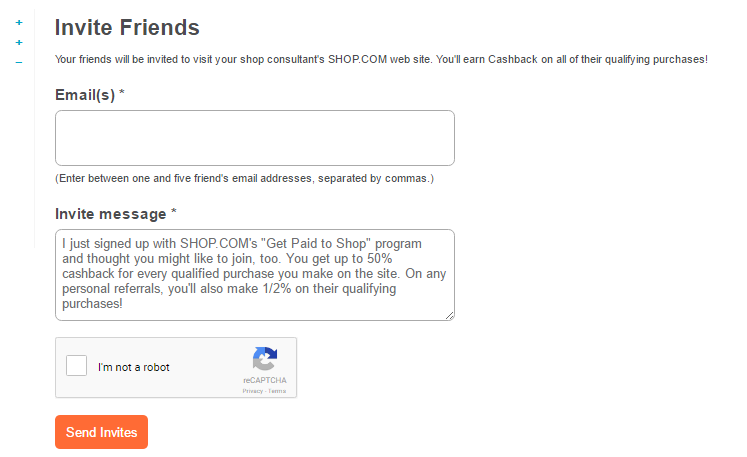 Invite Friends
Your friends will be invited to visit your shop consultant's SHOP.COM web site. You'll earn Cashback on all of their qualifying purchases!
Email(s) *
(Enter between one and five friend's email addresses, separated by commas.)
Invite message *
I just signed up with SHOP.COM's "Get Paid to Shop" program
and thought you might like to join, too. You get up to 50%
cashback for every qualified purchase you make on the site. On any
personal referrals, you'll also make 1/2% on their qualifying
purchases!
I'm not a robot
reCAPTCHA
Privacy - Terms
Send Invites